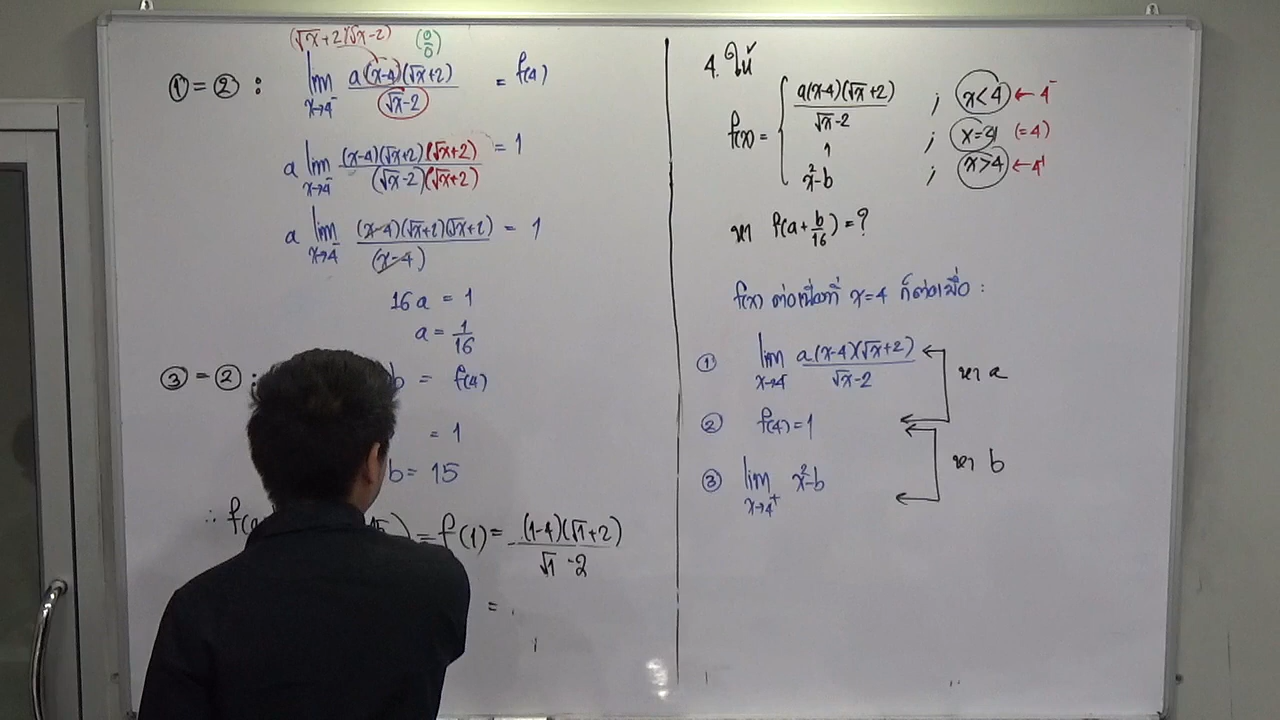 (√x+2)(√x-2) (0/0)
① = ② : lim x→4⁻ a(x-4)(√x+2) / √x-2 = f(4)
a lim x→4⁻ (x-4)(√x+2)(√x+2) / (√x-2)(√x+2) = 1
a lim x→4⁻ (x-4)(√x+2)(√x+2) / (x-4) = 1
16a = 1
a = 1/16
③ = ② : b = f(4)
= 1
b = 15
∴ f( ) = f(1) = (1-4)(√1+2) / √1-2
=
4. ให้
f(x) = { a(x-4)(√x+2) / √x-2 ; x<4 ← 4⁻
1 ; x=4 (=4)
x²-b ; x>4 ← 4⁺
หา f(a+b/16) = ?
f(x) ต่อเนื่องที่ x=4 ก็ต่อเมื่อ :
① lim x→4⁻ a(x-4)(√x+2) / √x-2
หา a
② f(4)=1
หา b
③ lim x→4⁺ x²-b